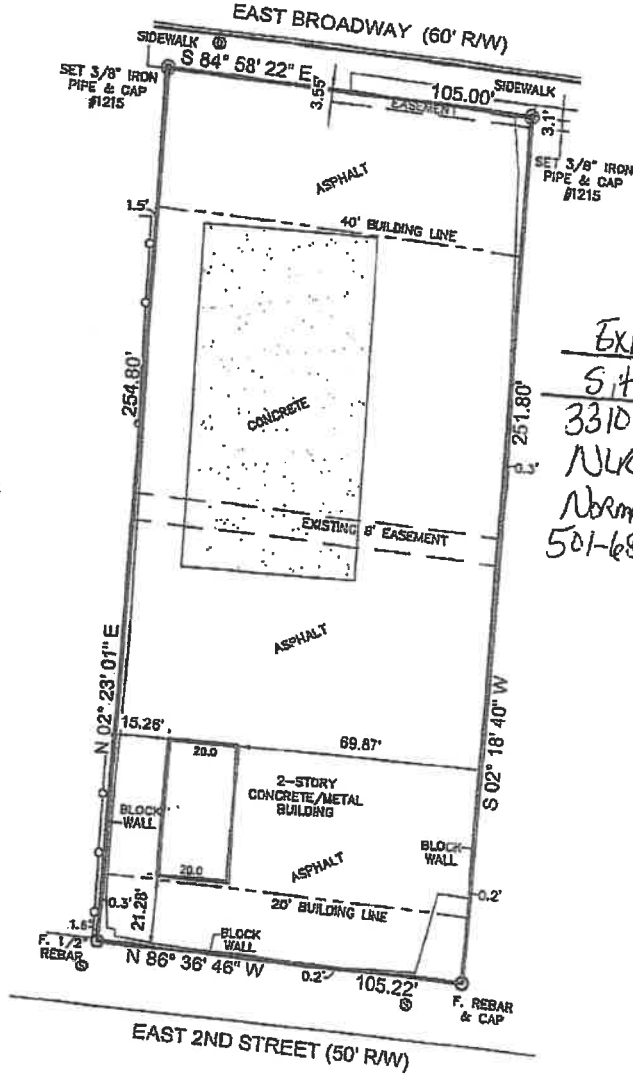 EAST BROADWAY (60' R/W)
SIDEWALK
S 84° 58' 22" E
SET 3/8" IRON
PIPE & CAP
#1215
3.55'
105.00'
SIDEWALK
EASEMENT
3.1'
SET 3/8" IRON
PIPE & CAP
#1215
ASPHALT
1.5'
40' BUILDING LINE
254.80'
CONCRETE
251.80'
0.3'
3310
501-68
EXISTING 8' EASEMENT
ASPHALT
N 02° 23' 01" E
S 02° 18' 40" W
15.26'
20.0
69.87'
2-STORY
CONCRETE/METAL
BUILDING
BLOCK
WALL
BLOCK
WALL
ASPHALT
20.0
0.2'
0.3'
21.28'
20' BUILDING LINE
F. 1/2"
REBAR
BLOCK
WALL
N 86° 36' 46" W
0.2'
105.22'
F. REBAR
& CAP
EAST 2ND STREET (50' R/W)